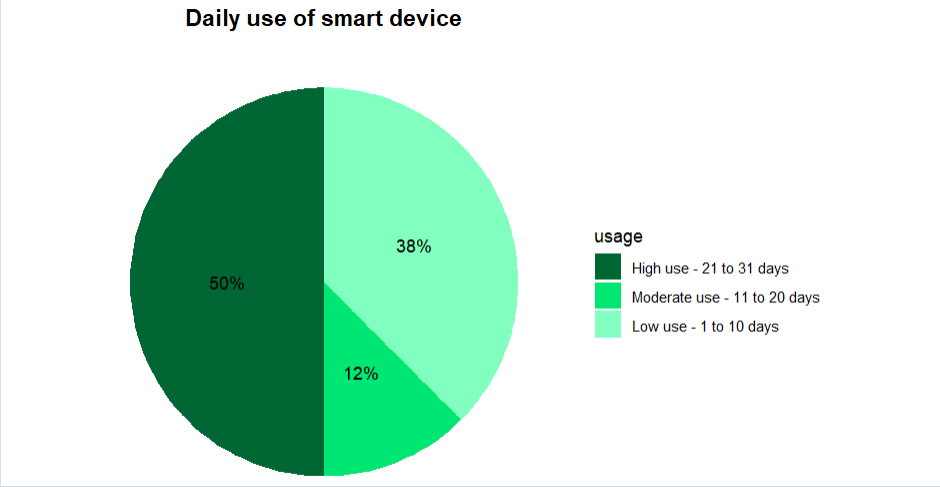 Daily use of smart device
38%
50%
12%
usage
High use - 21 to 31 days
Moderate use - 11 to 20 days
Low use - 1 to 10 days